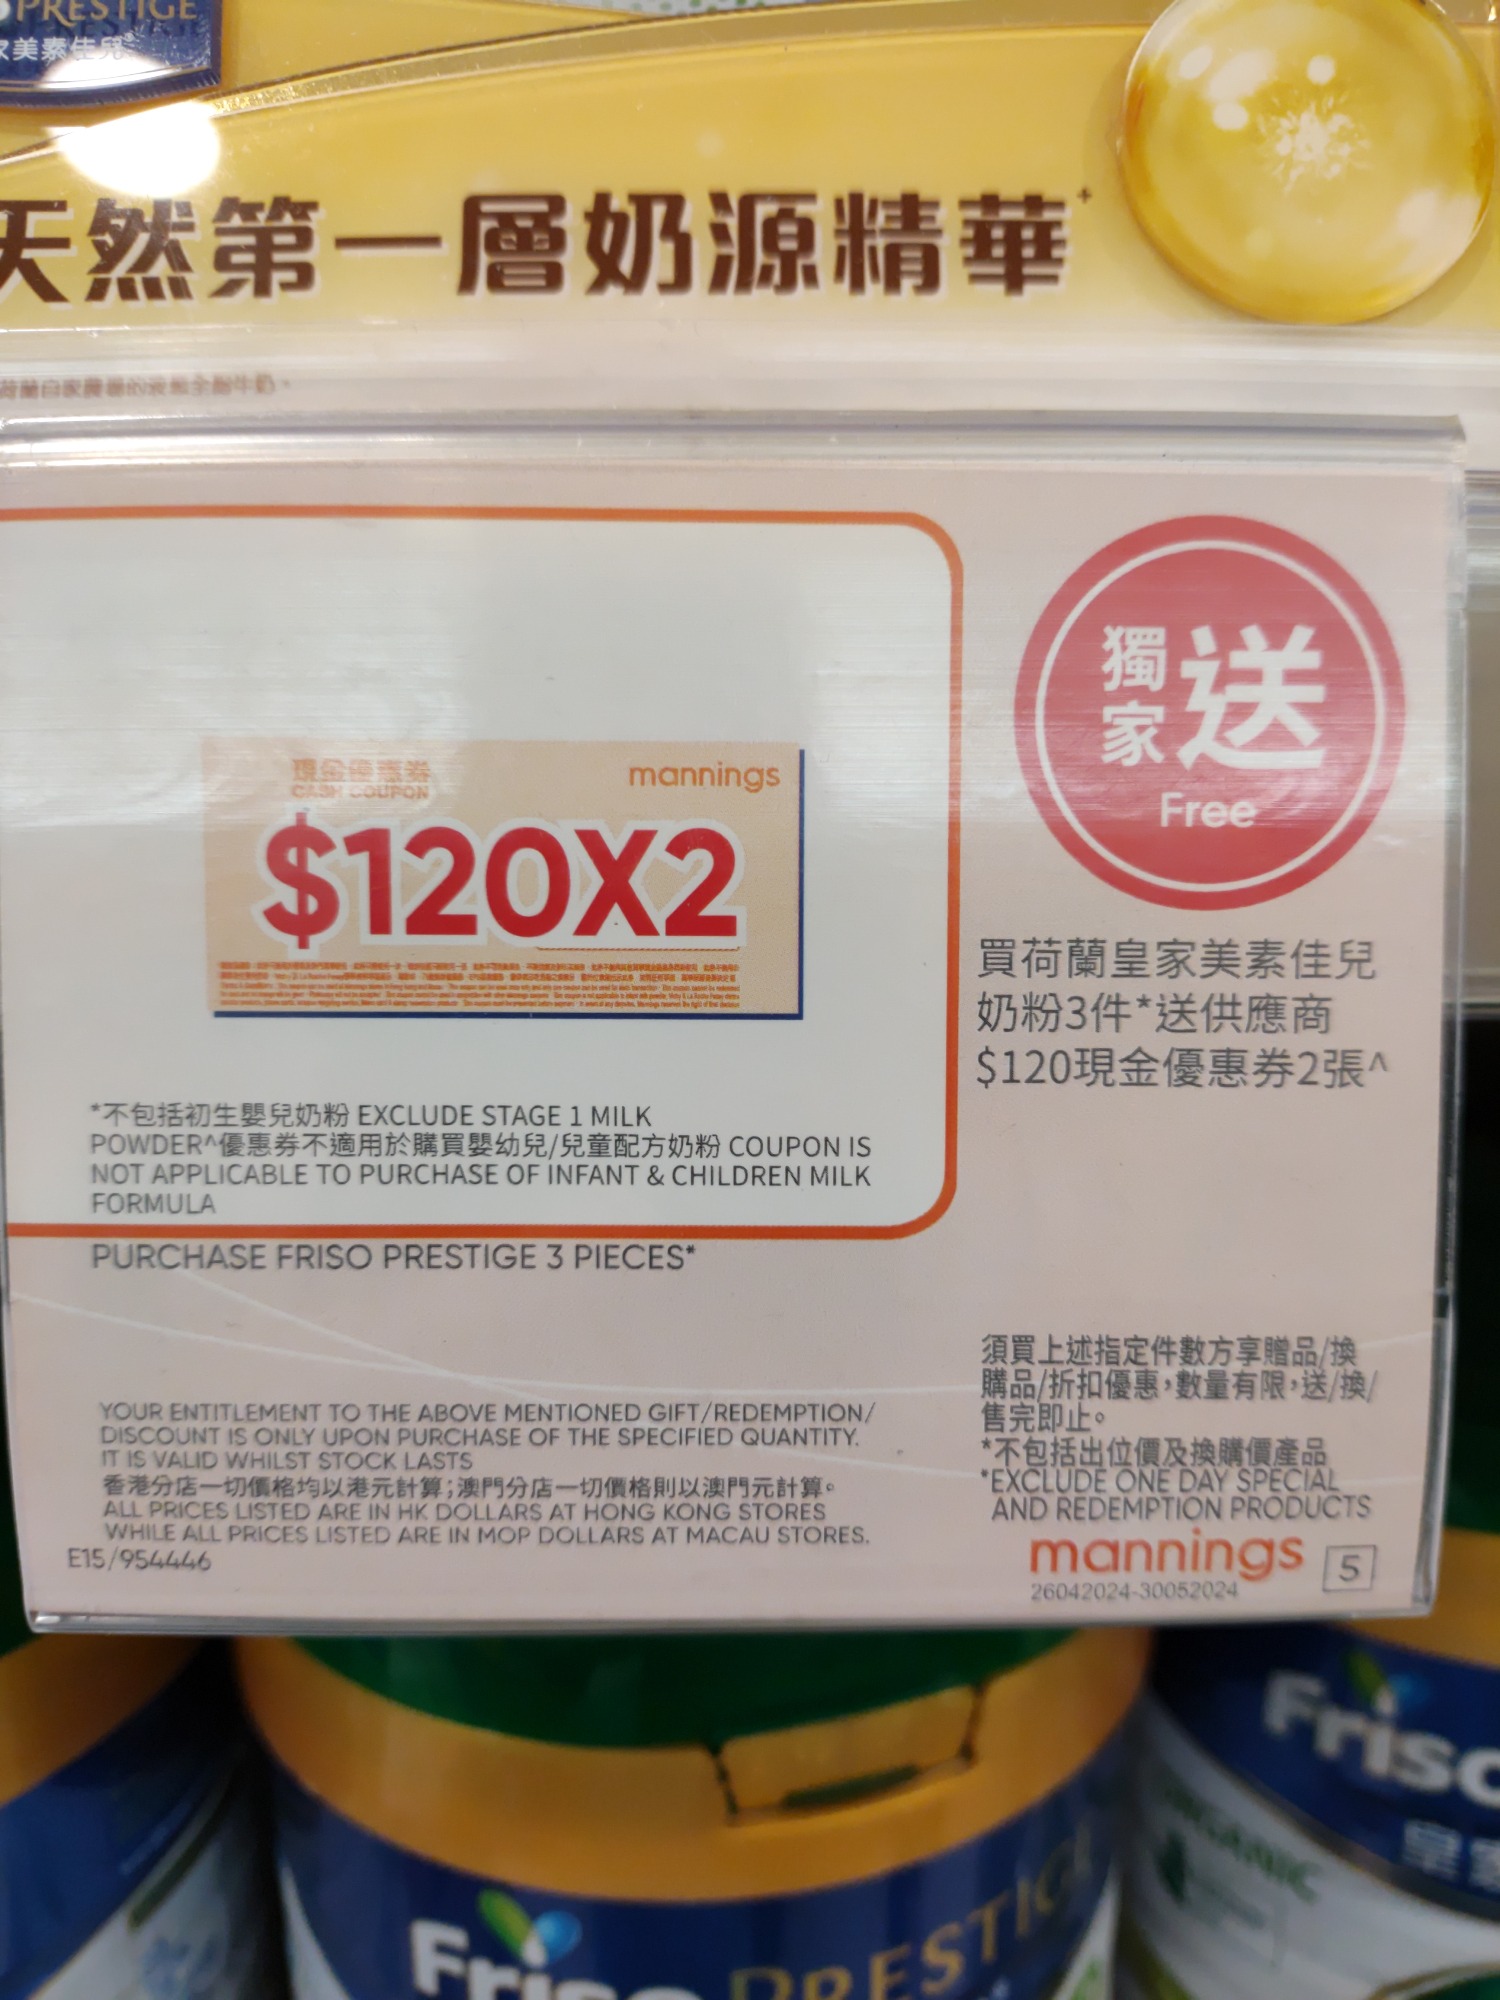 PRESTIGE
家美素佳兒
天然第一層奶源精華+
現金優惠券
CASH COUPON
mannings
$120X2
獨家送
Free
買荷蘭皇家美素佳兒
奶粉3件*送供應商
$120現金優惠券2張^
*不包括初生嬰兒奶粉 EXCLUDE STAGE 1 MILK
POWDER^優惠券不適用於購買嬰幼兒/兒童配方奶粉 COUPON IS
NOT APPLICABLE TO PURCHASE OF INFANT & CHILDREN MILK
FORMULA
PURCHASE FRISO PRESTIGE 3 PIECES*
YOUR ENTITLEMENT TO THE ABOVE MENTIONED GIFT/REDEMPTION/
DISCOUNT IS ONLY UPON PURCHASE OF THE SPECIFIED QUANTITY.
IT IS VALID WHILST STOCK LASTS
香港分店一切價格均以港元計算;澳門分店一切價格則以澳門元計算。
ALL PRICES LISTED ARE IN HK DOLLARS AT HONG KONG STORES
WHILE ALL PRICES LISTED ARE IN MOP DOLLARS AT MACAU STORES.
E15/954446
須買上述指定件數方享贈品/換
購品/折扣優惠,數量有限,送/換/
售完即止。
*不包括出位價及換購價產品
*EXCLUDE ONE DAY SPECIAL
AND REDEMPTION PRODUCTS
mannings 5
26042024-30052024
Friso PRESTIGE
Friso
ORGANIC
皇家